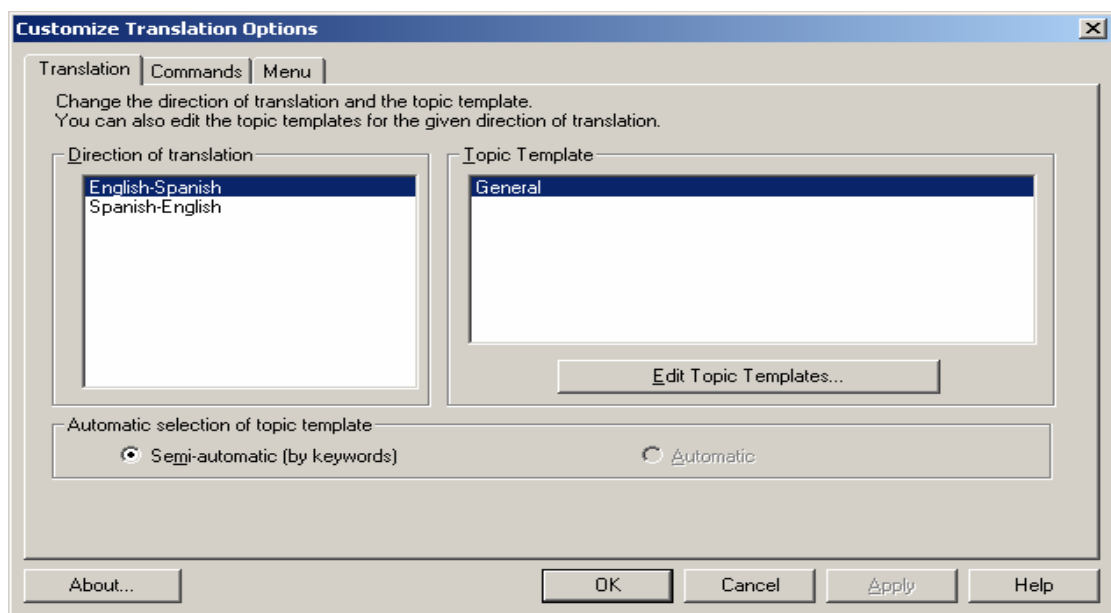 Customize Translation Options
Translation Commands Menu
Change the direction of translation and the topic template.
You can also edit the topic templates for the given direction of translation.
Direction of translation
English-Spanish
Spanish-English
Topic Template
General
Edit Topic Templates...
Automatic selection of topic template
Semi-automatic (by keywords) Automatic
About... OK Cancel Apply Help